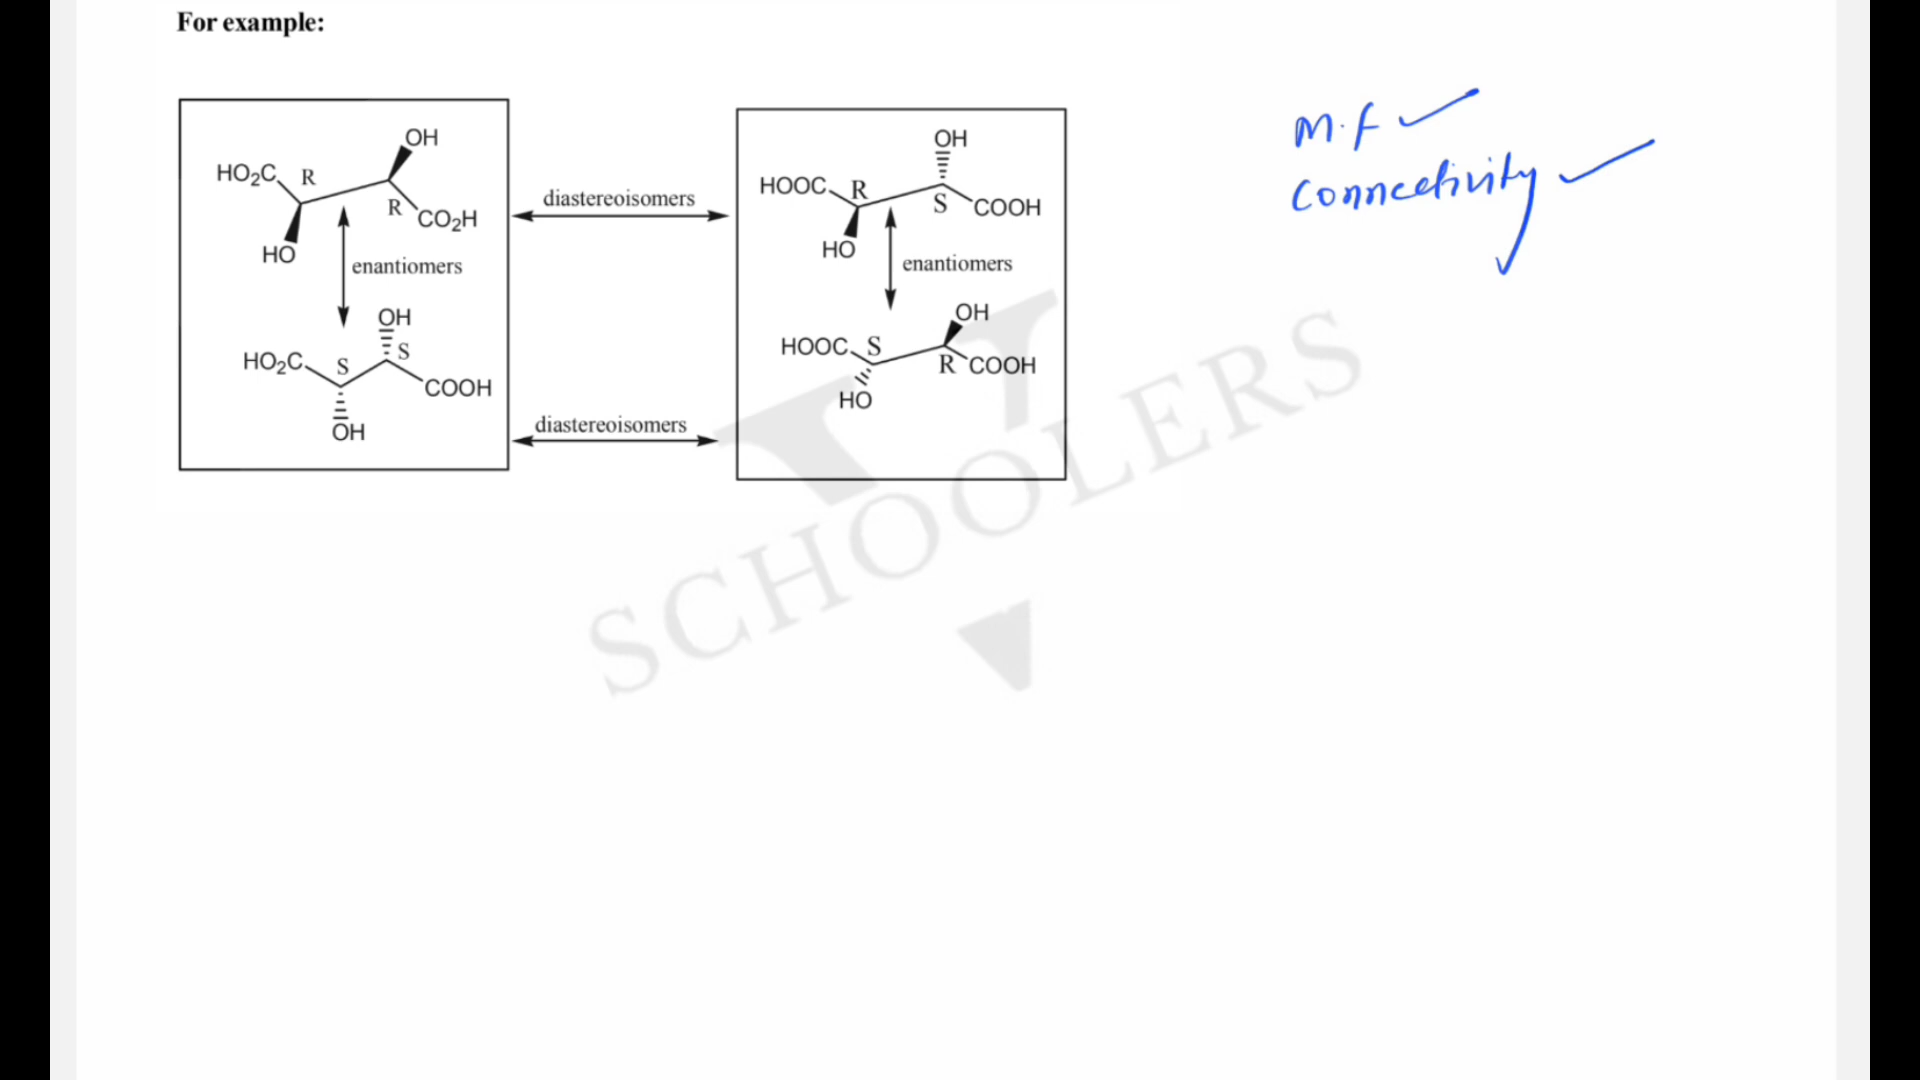 For example:
OH
HO2C R
R CO2H
HO
enantiomers
OH
HO2C S S
COOH
OH
diastereoisomers
diastereoisomers
OH
HOOC R
S COOH
HO
enantiomers
OH
HOOC S
R COOH
HO
M.F
Connectivity
SCHOOLERS